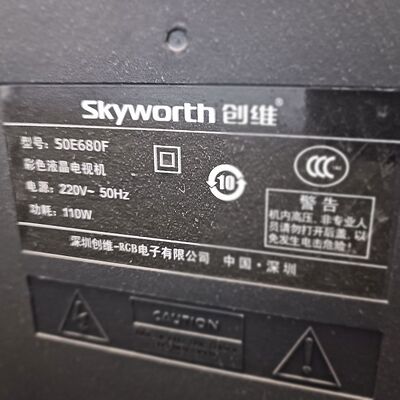 Skyworth 创维®
型号: 50E680F
彩色液晶电视机
电源: 220V~ 50Hz
功耗: 110W
10
CCC
警告
机内高压、非专业人
员请勿打开后盖，以
免发生电击危险!
深圳创维-RGB电子有限公司 中国·深圳
CAUTION